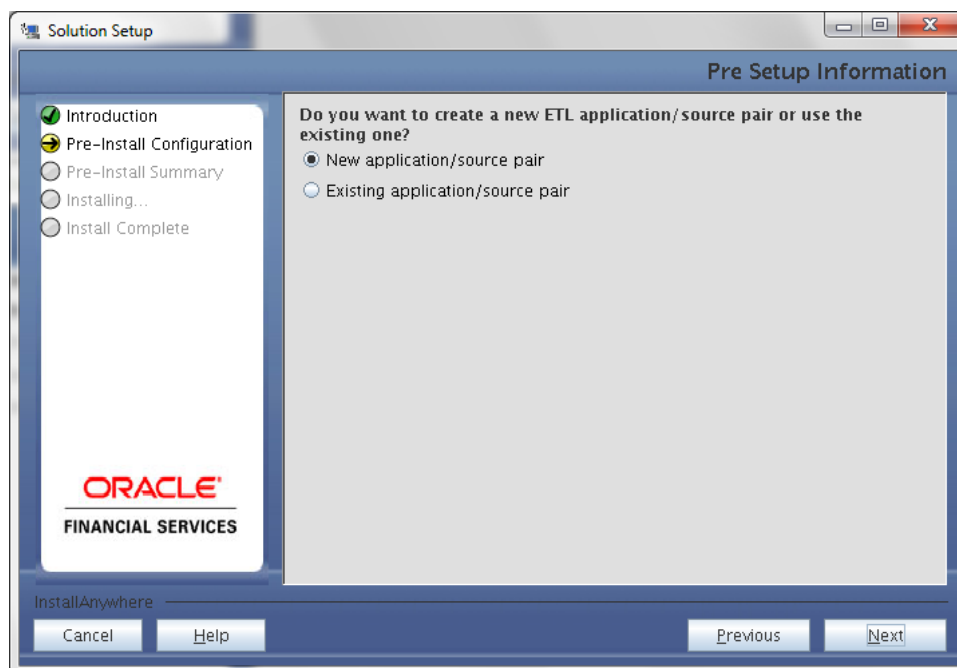 Solution Setup
Pre Setup Information
Introduction
Pre-Install Configuration
Pre-Install Summary
Installing...
Install Complete
Do you want to create a new ETL application/source pair or use the
existing one?
New application/source pair
Existing application/source pair
ORACLE'
FINANCIAL SERVICES
InstallAnywhere
Cancel
Help
Previous
Next